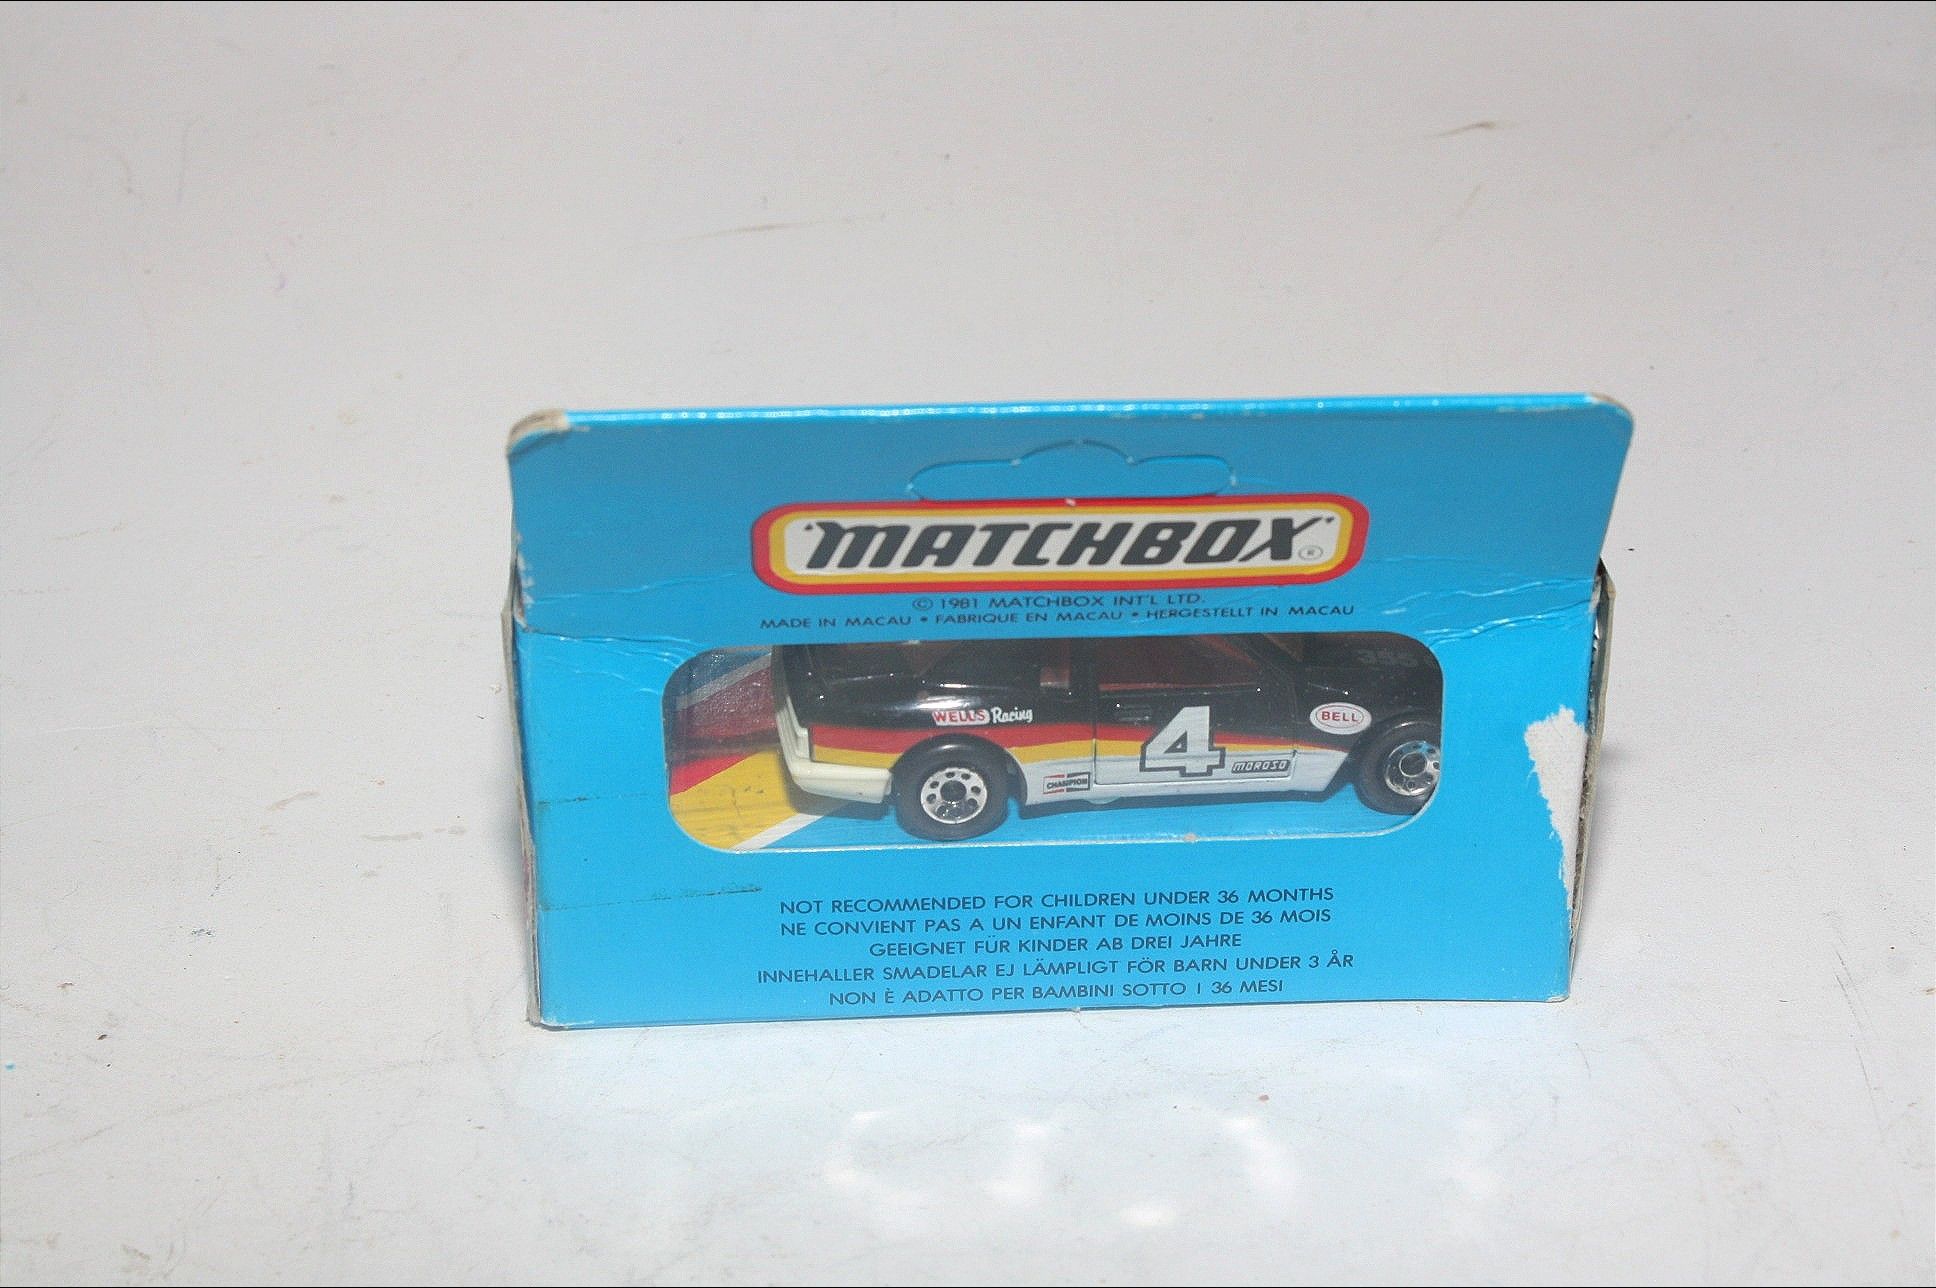 "MATCHBOX" ®
© 1981 MATCHBOX INT'L LTD.
MADE IN MACAU • FABRIQUE EN MACAU • HERGESTELLT IN MACAU
355
WELLS Racing
BELL
4
MOROSO
CHAMPION
NOT RECOMMENDED FOR CHILDREN UNDER 36 MONTHS
NE CONVIENT PAS A UN ENFANT DE MOINS DE 36 MOIS
GEEIGNET FÜR KINDER AB DREI JAHRE
INNEHALLER SMADELAR EJ LÄMPLIGT FÖR BARN UNDER 3 ÅR
NON È ADATTO PER BAMBINI SOTTO I 36 MESI